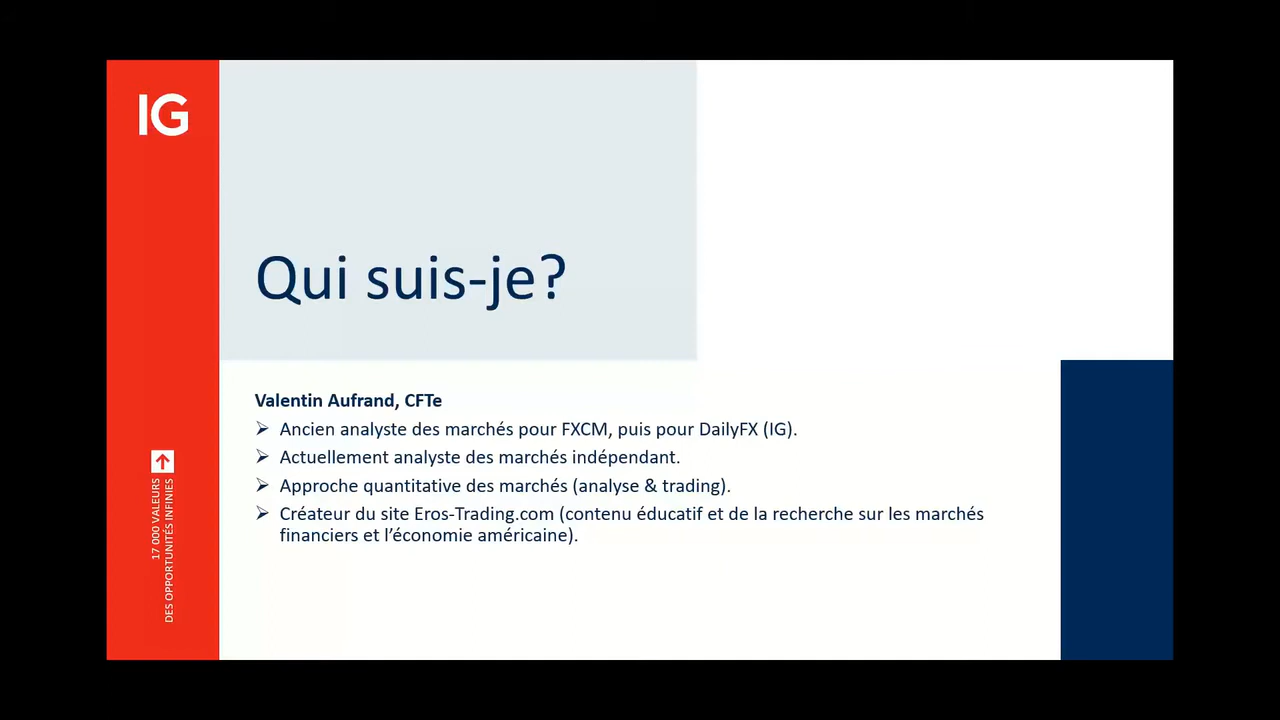 IG
Qui suis-je?
Valentin Aufrand, CFTe
➢ Ancien analyste des marchés pour FXCM, puis pour DailyFX (IG).
➢ Actuellement analyste des marchés indépendant.
➢ Approche quantitative des marchés (analyse & trading).
➢ Créateur du site Eros-Trading.com (contenu éducatif et de la recherche sur les marchés
financiers et l’économie américaine).
17 000 VALEURS
DES OPPORTUNITÉS INFINIES